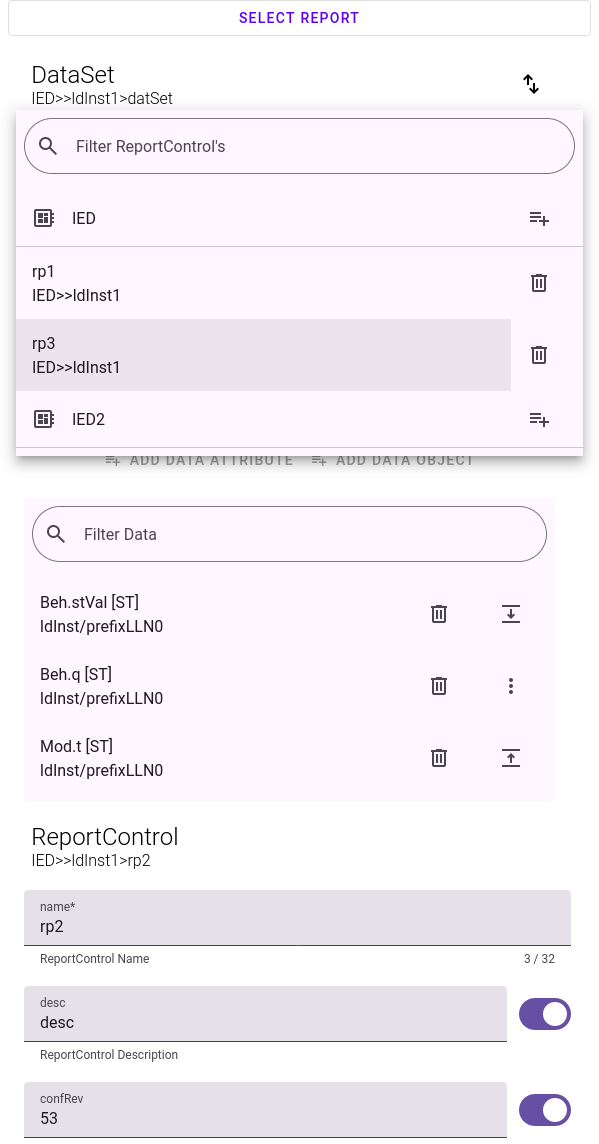 SELECT REPORT
DataSet
IED>>ldInst1>datSet
Filter ReportControl's
IED
rp1
IED>>ldInst1
rp3
IED>>ldInst1
IED2
ADD DATA ATTRIBUTE ADD DATA OBJECT
Filter Data
Beh.stVal [ST]
ldInst/prefixLLN0
Beh.q [ST]
ldInst/prefixLLN0
Mod.t [ST]
ldInst/prefixLLN0
ReportControl
IED>>ldInst1>rp2
name*
rp2
ReportControl Name 3 / 32
desc
desc
ReportControl Description
confRev
53